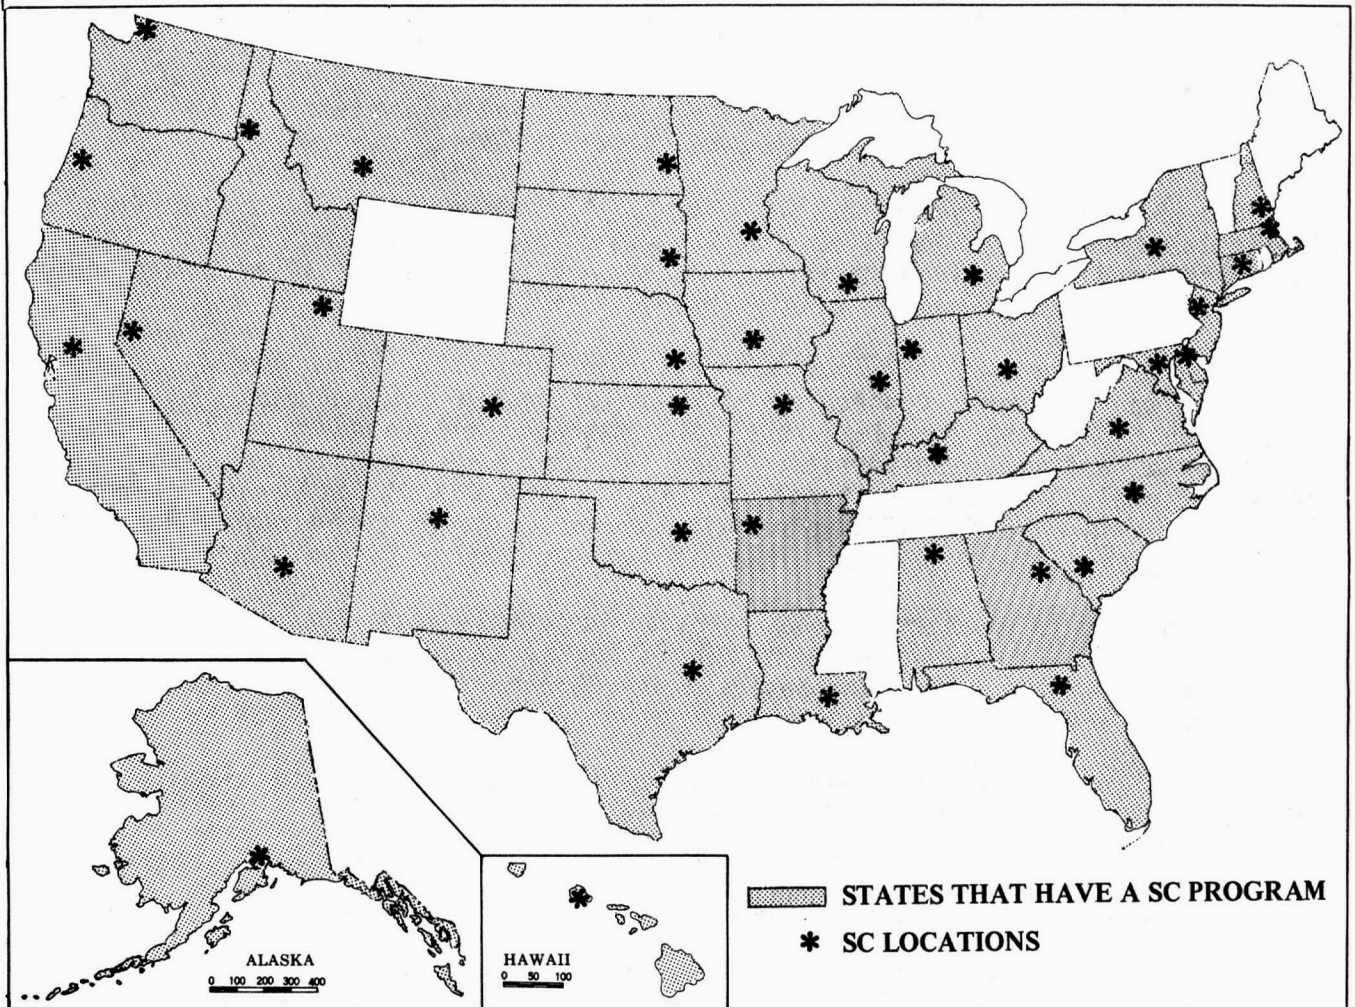 ALASKA
0 100 200 300 400
HAWAII
0 50 100
STATES THAT HAVE A SC PROGRAM
* SC LOCATIONS